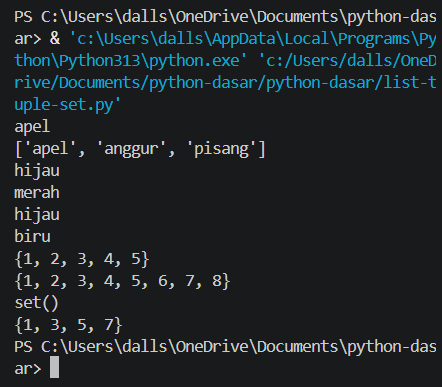 PS C:\Users\dalls\OneDrive\Documents\python-das
ar> & 'c:\Users\dalls\AppData\Local\Programs\Py
thon\Python313\python.exe' 'c:/Users/dalls/OneD
rive/Documents/python-dasar/python-dasar/list-t
uple-set.py'
apel
['apel', 'anggur', 'pisang']
hijau
merah
hijau
biru
{1, 2, 3, 4, 5}
{1, 2, 3, 4, 5, 6, 7, 8}
set()
{1, 3, 5, 7}
PS C:\Users\dalls\OneDrive\Documents\python-das
ar>